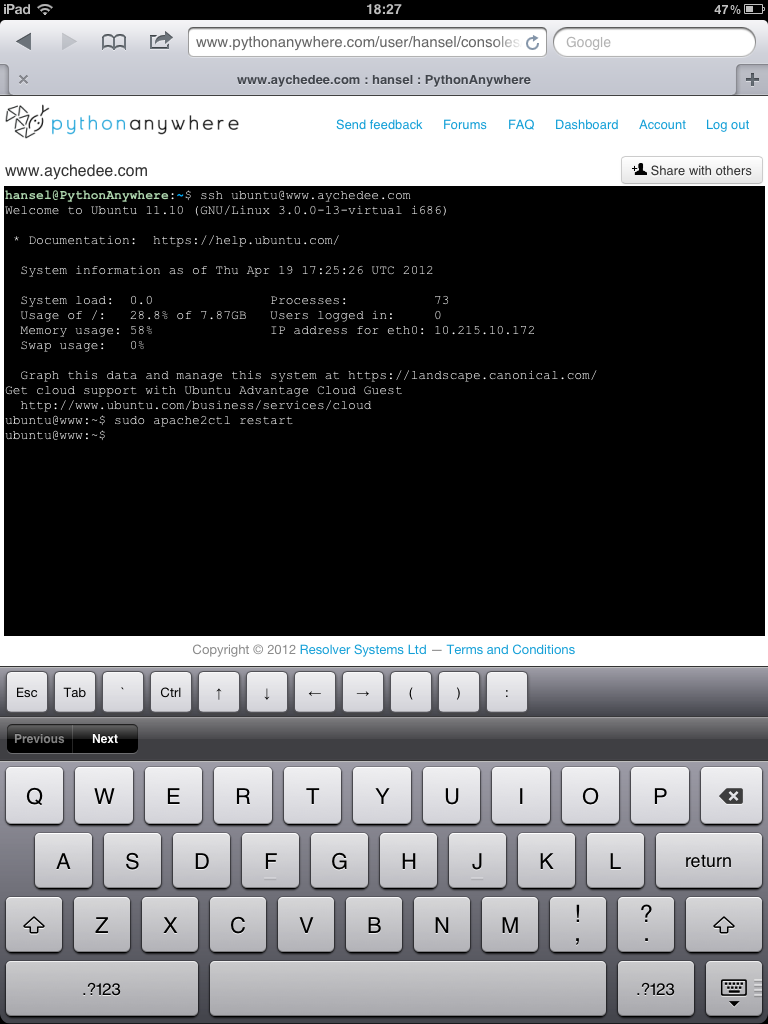 iPad 18:27 47%
www.pythonanywhere.com/user/hansel/consoles Google
www.aychedee.com : hansel : PythonAnywhere
pythonanywhere Send feedback Forums FAQ Dashboard Account Log out
www.aychedee.com Share with others
hansel@PythonAnywhere:~$ ssh ubuntu@www.aychedee.com
Welcome to Ubuntu 11.10 (GNU/Linux 3.0.0-13-virtual i686)
* Documentation:  https://help.ubuntu.com/
System information as of Thu Apr 19 17:25:26 UTC 2012
System load:  0.0 Processes: 73
Usage of /:   28.8% of 7.87GB Users logged in: 0
Memory usage: 58% IP address for eth0: 10.215.10.172
Swap usage:   0%
Graph this data and manage this system at https://landscape.canonical.com/
Get cloud support with Ubuntu Advantage Cloud Guest
http://www.ubuntu.com/business/services/cloud
ubuntu@www:~$ sudo apache2ctl restart
ubuntu@www:~$
Copyright © 2012 Resolver Systems Ltd — Terms and Conditions
Esc Tab ` Ctrl ↑ ↓ ← → ( ) :
Previous Next
Q W E R T Y U I O P
A S D F G H J K L return
Z X C V B N M ! , ? .
.?123 .?123